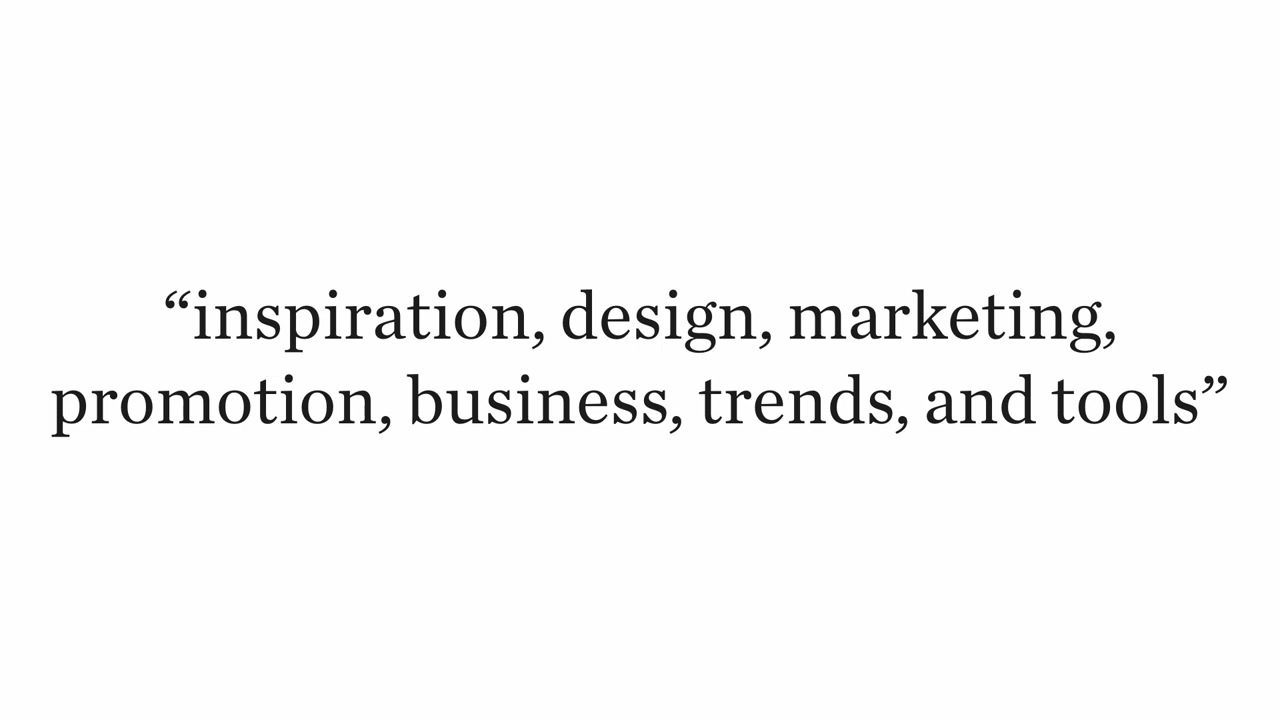 “inspiration, design, marketing,
promotion, business, trends, and tools”